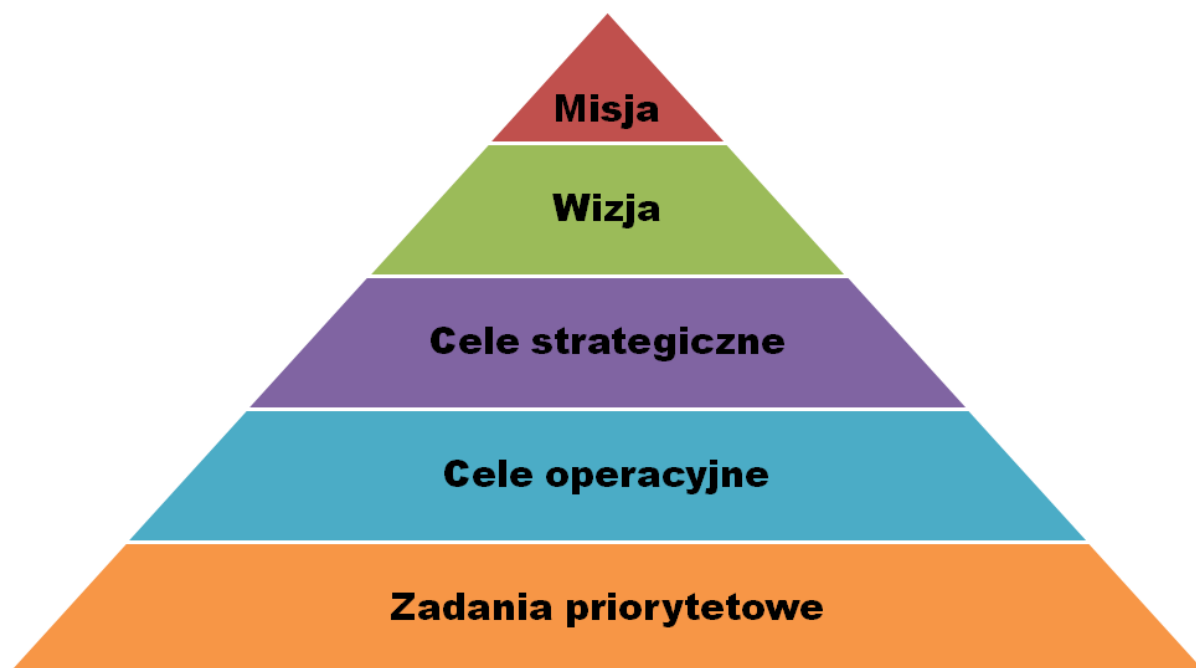 Misja
Wizja
Cele strategiczne
Cele operacyjne
Zadania priorytetowe